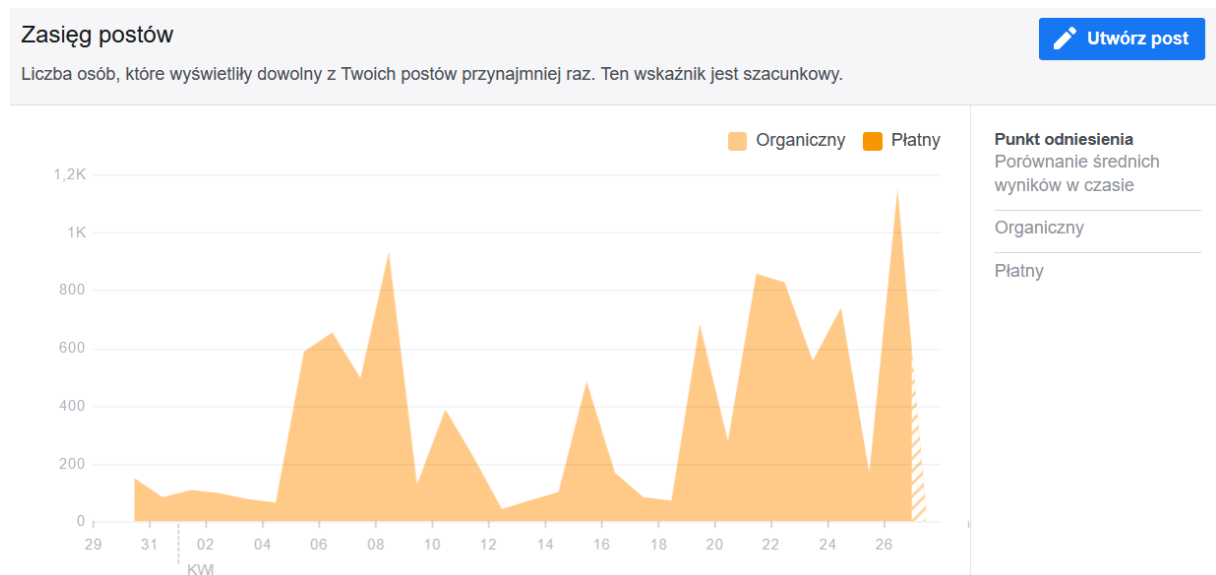 Zasięg postów
Utwórz post
Liczba osób, które wyświetliły dowolny z Twoich postów przynajmniej raz. Ten wskaźnik jest szacunkowy.
Organiczny Płatny
1,2K
1K
800
600
400
200
0
29 31 02 04 06 08 10 12 14 16 18 20 22 24 26
KWI
Punkt odniesienia
Porównanie średnich
wyników w czasie
Organiczny
Płatny